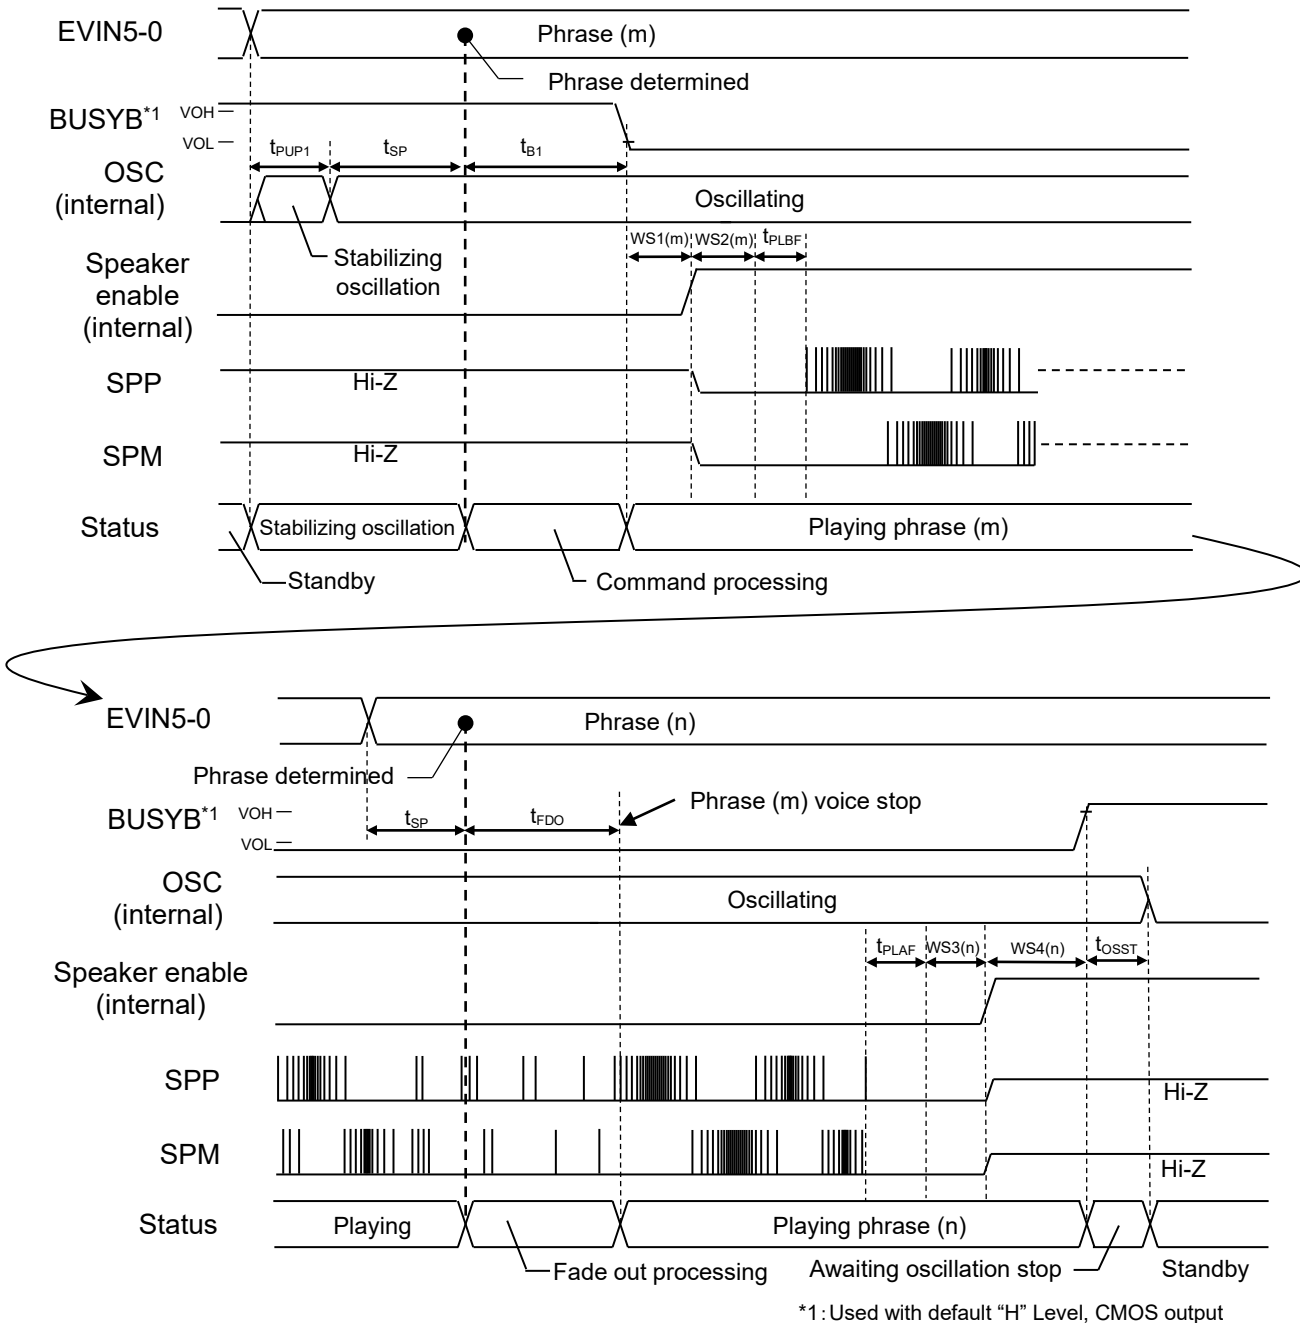 EVIN5-0
Phrase (m)
Phrase determined
BUSYB*1
VOH
VOL
tPUP1
tSP
tB1
OSC
(internal)
Oscillating
Stabilizing
oscillation
WS1(m)
WS2(m)
tPLBF
Speaker
enable
(internal)
SPP
Hi-Z
SPM
Hi-Z
Status
Stabilizing oscillation
Playing phrase (m)
Standby
Command processing
EVIN5-0
Phrase (n)
Phrase determined
BUSYB*1
VOH
VOL
tSP
tFDO
Phrase (m) voice stop
OSC
(internal)
Oscillating
tPLAF
WS3(n)
WS4(n)
tOSST
Speaker enable
(internal)
SPP
Hi-Z
SPM
Hi-Z
Status
Playing
Playing phrase (n)
Fade out processing
Awaiting oscillation stop
Standby
*1:Used with default “H” Level, CMOS output